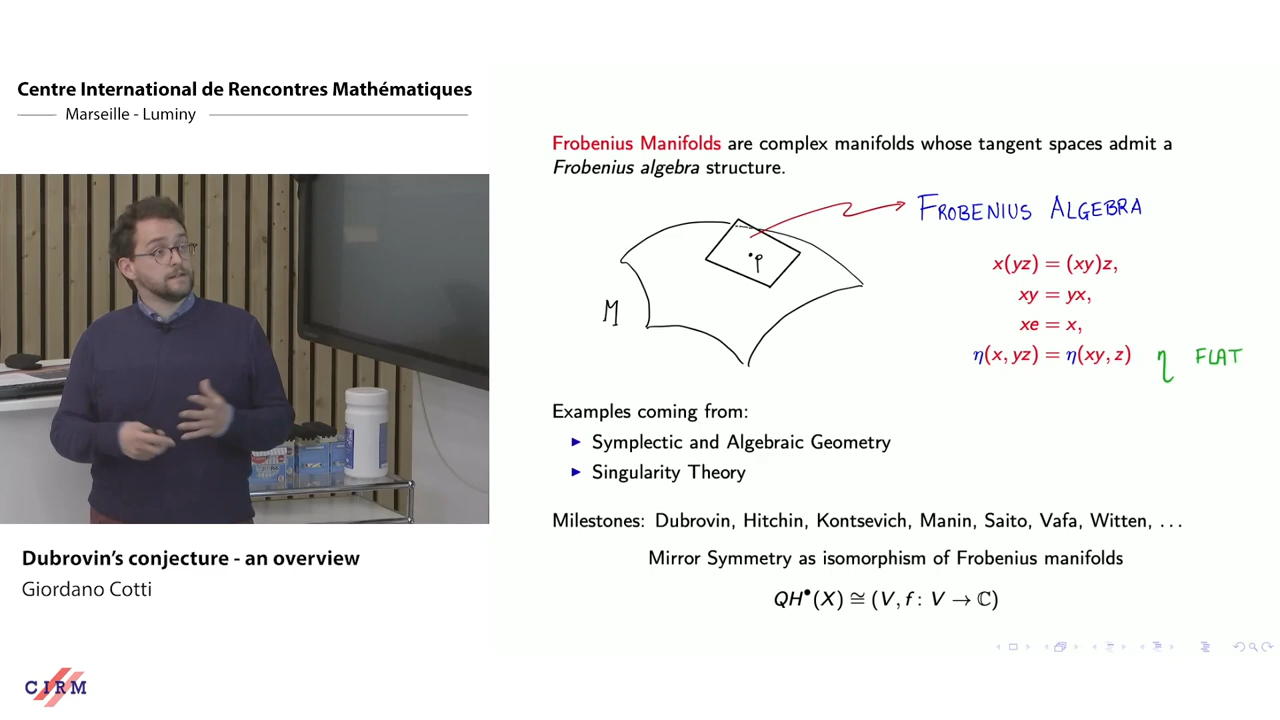 Centre International de Rencontres Mathématiques
Marseille - Luminy
Frobenius Manifolds are complex manifolds whose tangent spaces admit a
Frobenius algebra structure.
FROBENIUS ALGEBRA
p
M
x(yz) = (xy)z,
xy = yx,
xe = x,
η(x, yz) = η(xy, z) η FLAT
Examples coming from:
▸ Symplectic and Algebraic Geometry
▸ Singularity Theory
Milestones: Dubrovin, Hitchin, Kontsevich, Manin, Saito, Vafa, Witten, ...
Mirror Symmetry as isomorphism of Frobenius manifolds
QH•(X) ≅ (V, f : V → ℂ)
Dubrovin's conjecture - an overview
Giordano Cotti
CIRM